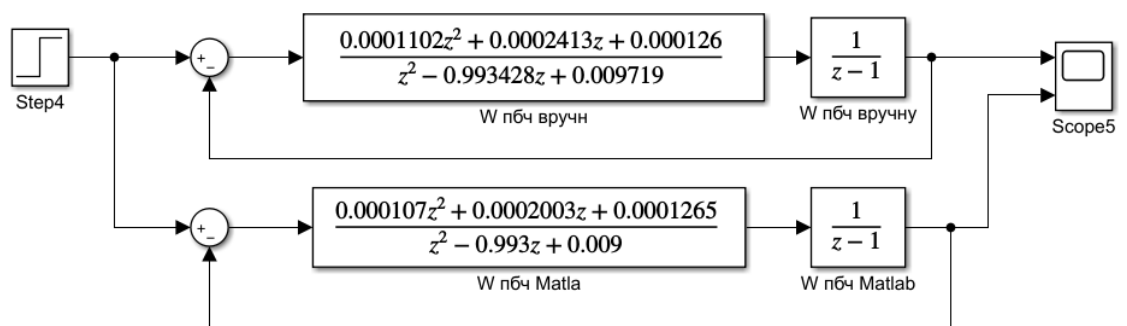 Step4
+
−
0.0001102z² + 0.0002413z + 0.000126
z² − 0.993428z + 0.009719
W пбч вручн
1
z − 1
W пбч вручну
Scope5
+
−
0.000107z² + 0.0002003z + 0.0001265
z² − 0.993z + 0.009
W пбч Matla
1
z − 1
W пбч Matlab